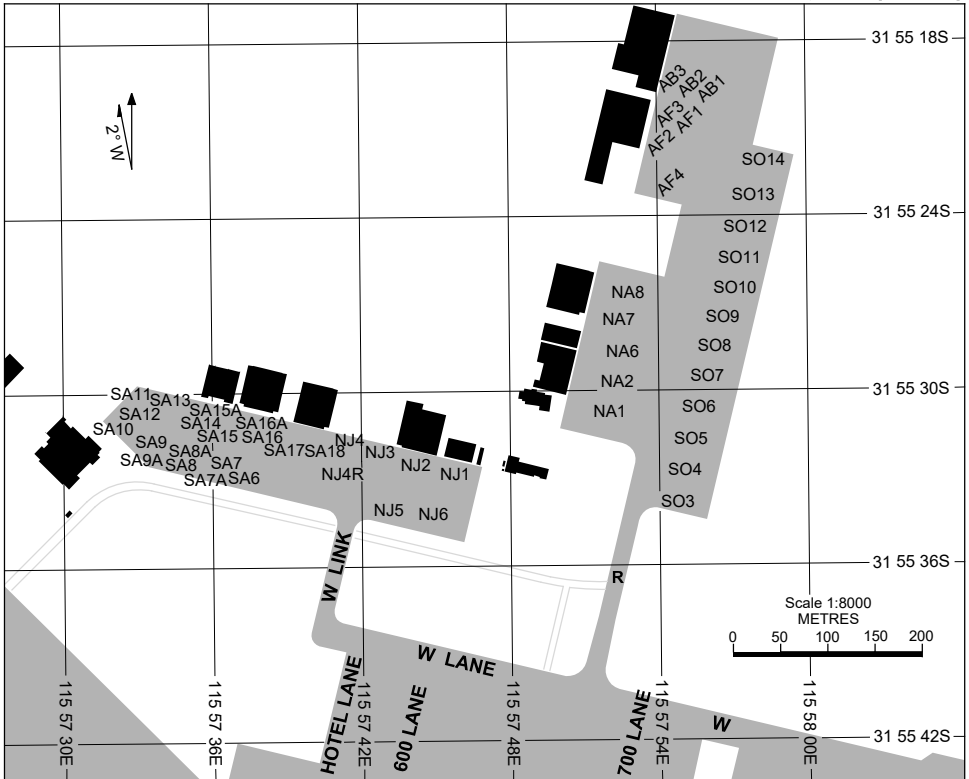 31 55 18S
AB3
AB2
AB1
AF3
AF1
AF2
AF4
SO14
SO13
31 55 24S
SO12
SO11
SO10
SO9
SO8
SO7
SO6
SO5
SO4
SO3
NA8
NA7
NA6
NA2
NA1
31 55 30S
2° W
SA11
SA13
SA15A
SA12
SA14
SA16A
SA10
SA15
SA16
SA9
SA8A
SA17
SA18
NJ4
NJ3
SA9A
SA8
SA7
NJ4R
NJ2
NJ1
SA7A
SA6
NJ5
NJ6
31 55 36S
W LINK
R
Scale 1:8000
METRES
0 50 100 150 200
W LANE
HOTEL LANE
600 LANE
700 LANE
W
31 55 42S
115 57 30E
115 57 36E
115 57 42E
115 57 48E
115 57 54E
115 58 00E